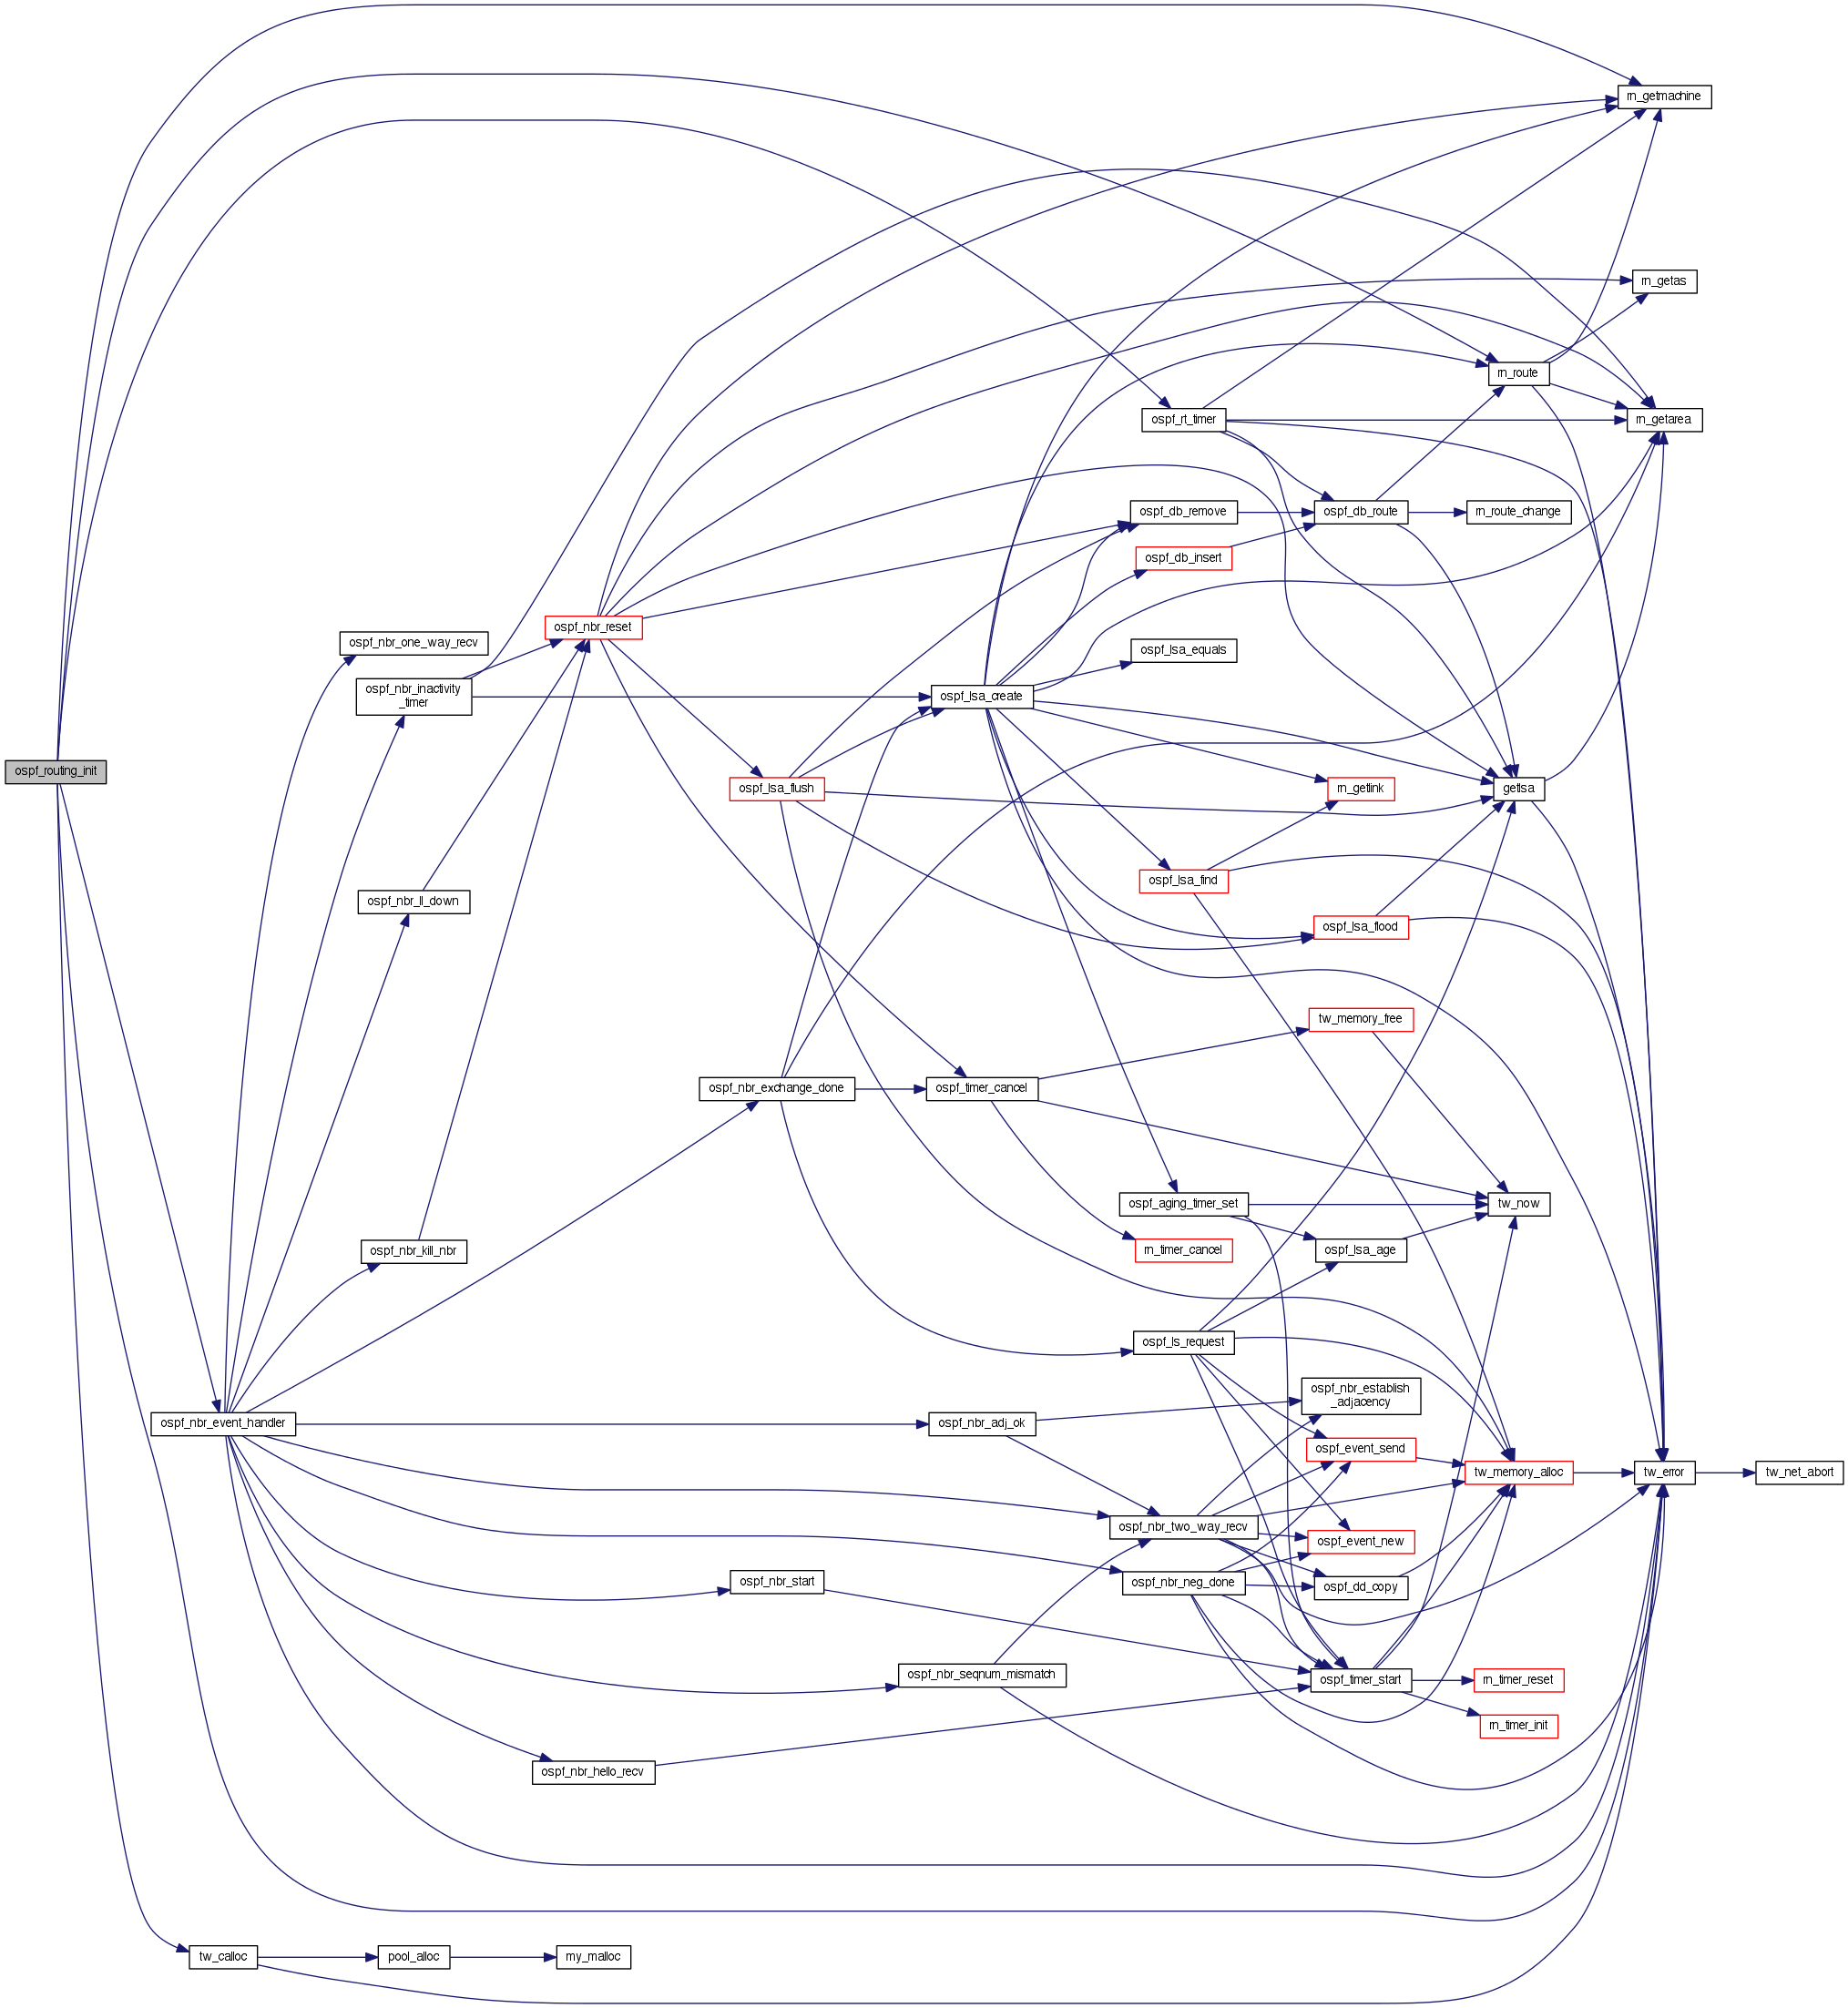 rn_getmachine
rn_getas
rn_route
rn_getarea
ospf_rt_timer
ospf_db_remove
ospf_db_route
rn_route_change
ospf_db_insert
ospf_nbr_reset
ospf_nbr_one_way_recv
ospf_lsa_equals
ospf_nbr_inactivity
_timer
ospf_lsa_create
ospf_routing_init
ospf_lsa_flush
rn_getlink
getlsa
ospf_lsa_find
ospf_nbr_ll_down
ospf_lsa_flood
tw_memory_free
ospf_nbr_exchange_done
ospf_timer_cancel
ospf_aging_timer_set
tw_now
ospf_nbr_kill_nbr
rn_timer_cancel
ospf_lsa_age
ospf_ls_request
ospf_nbr_establish
_adjacency
ospf_nbr_event_handler
ospf_nbr_adj_ok
ospf_event_send
tw_memory_alloc
tw_error
tw_net_abort
ospf_nbr_two_way_recv
ospf_event_new
ospf_nbr_start
ospf_nbr_neg_done
ospf_dd_copy
ospf_nbr_seqnum_mismatch
ospf_timer_start
rn_timer_reset
rn_timer_init
ospf_nbr_hello_recv
tw_calloc
pool_alloc
my_malloc